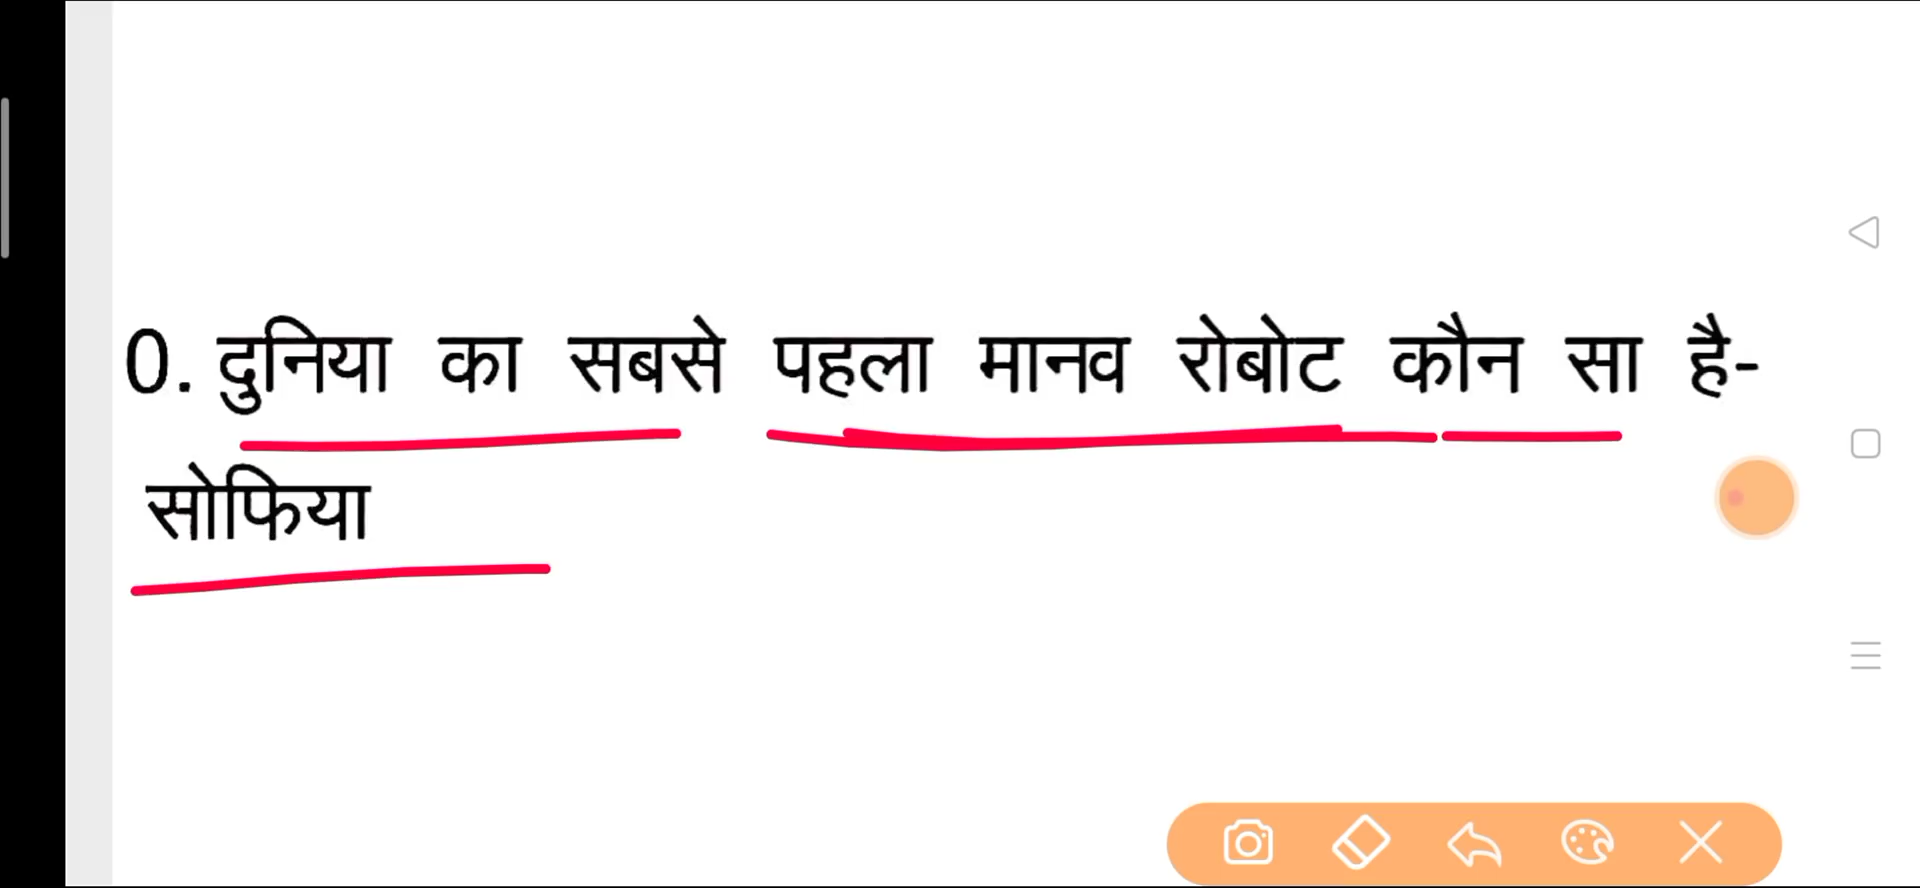 0. दुनिया का सबसे पहला मानव रोबोट कौन सा है-
सोफिया